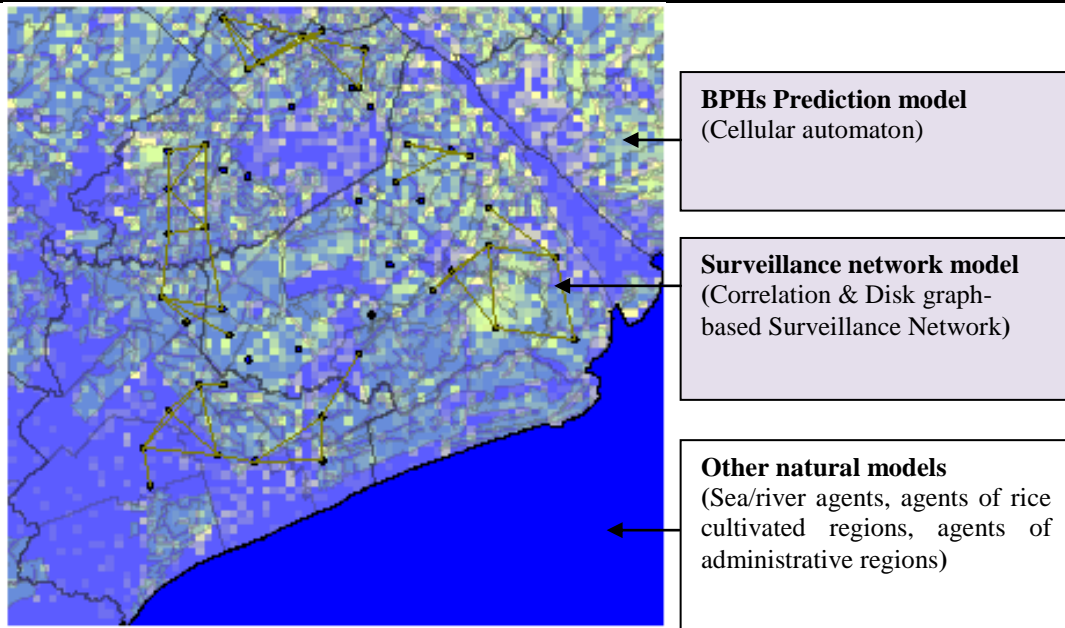 BPHs Prediction model
(Cellular automaton)
Surveillance network model
(Correlation & Disk graph-
based Surveillance Network)
Other natural models
(Sea/river agents, agents of rice
cultivated regions, agents of
administrative regions)